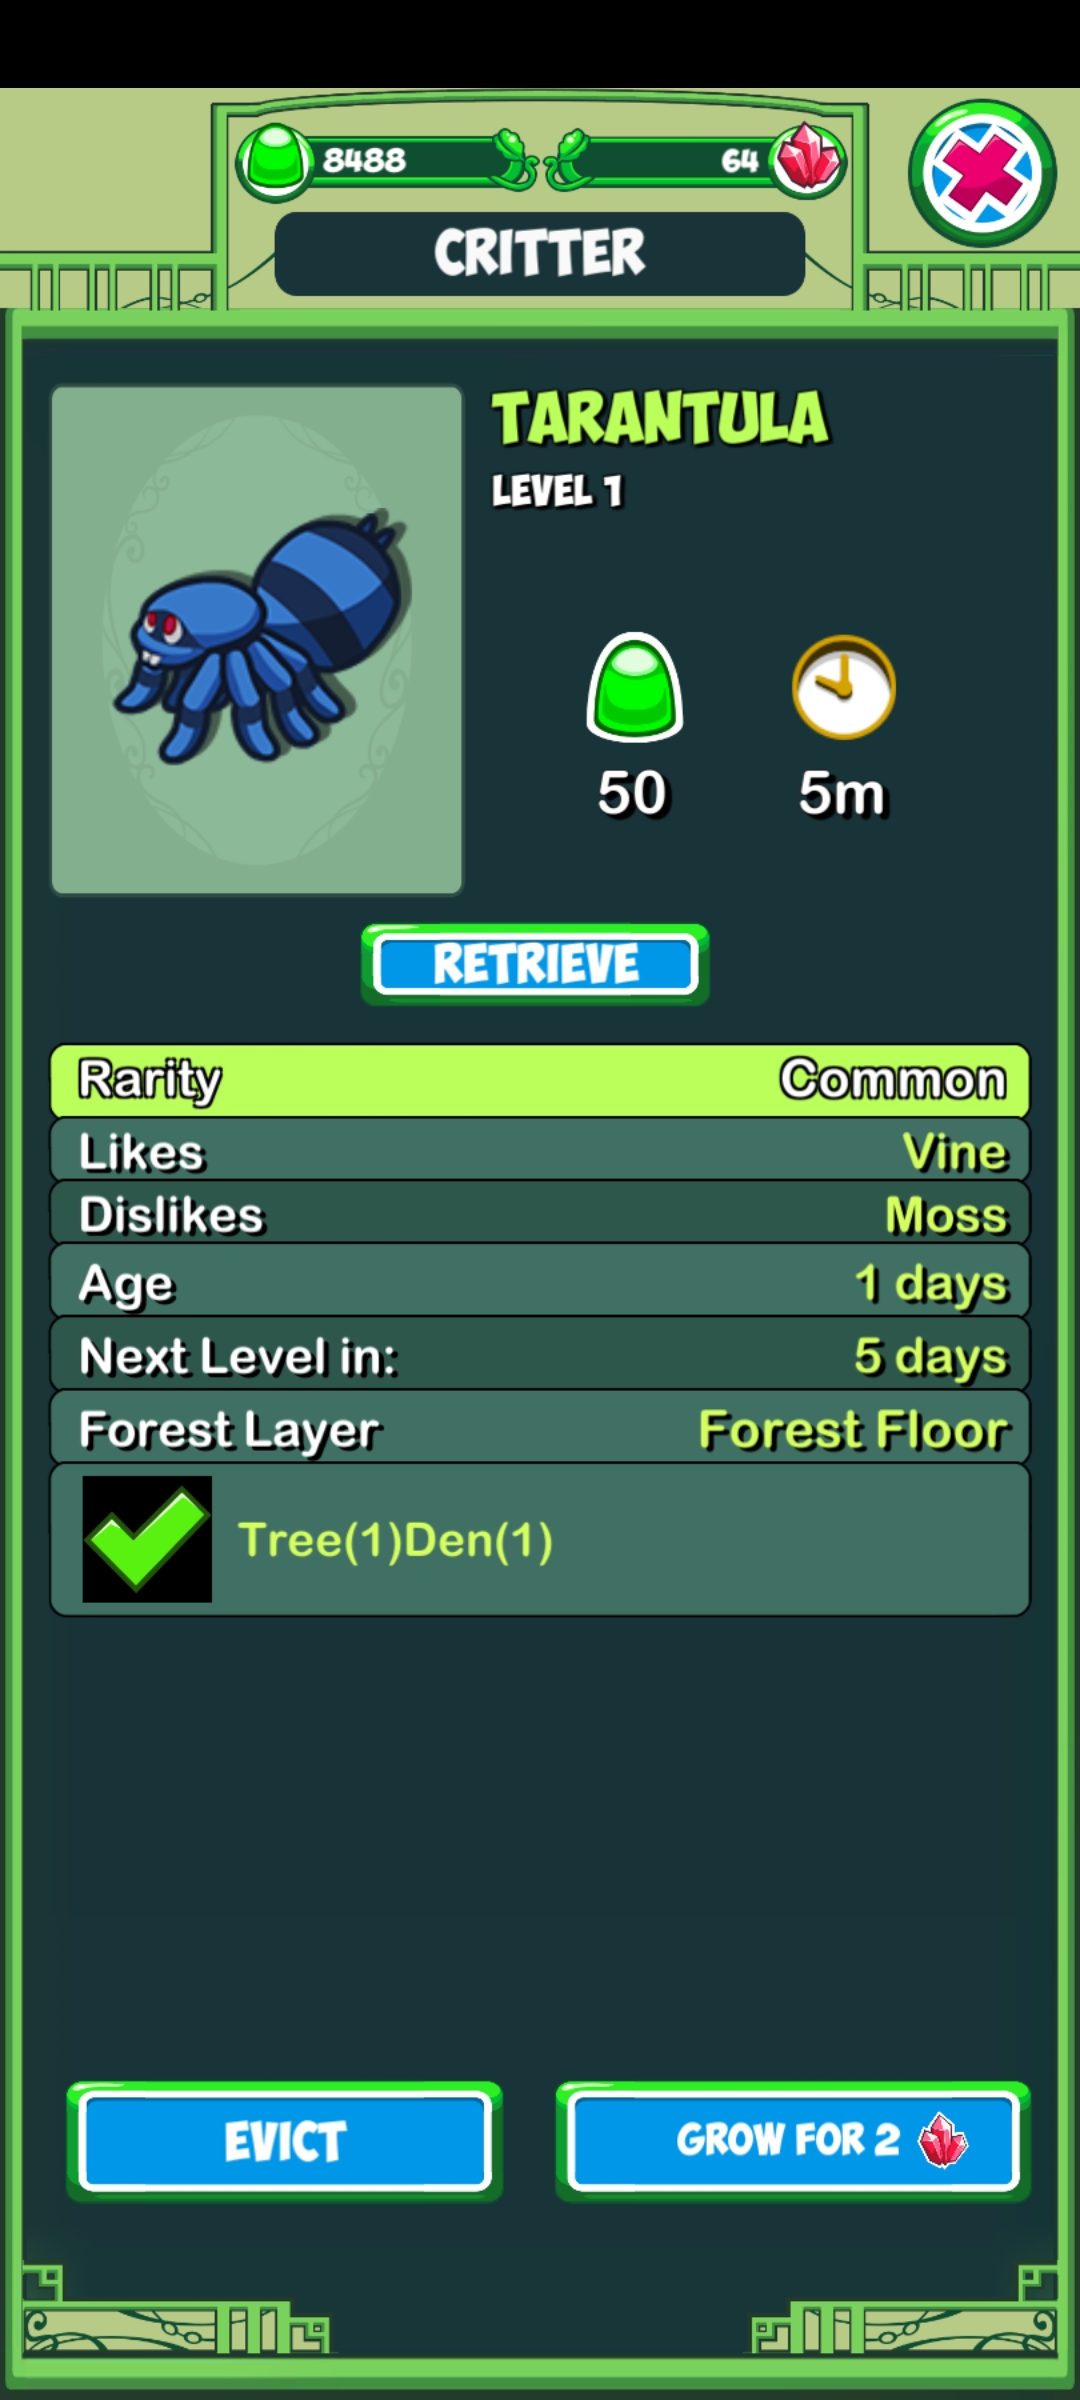 8488 64
CRITTER
TARANTULA
LEVEL 1
50 5m
RETRIEVE
Rarity Common
Likes Vine
Dislikes Moss
Age 1 days
Next Level in: 5 days
Forest Layer Forest Floor
Tree(1)Den(1)
EVICT GROW FOR 2